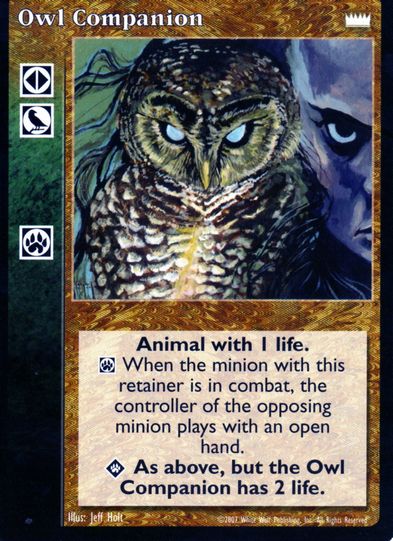 Owl Companion
Animal with 1 life.
When the minion with this
retainer is in combat, the
controller of the opposing
minion plays with an open
hand.
As above, but the Owl
Companion has 2 life.
Illus: Jeff Holt
©2007 White Wolf Publishing, Inc. All Rights Reserved